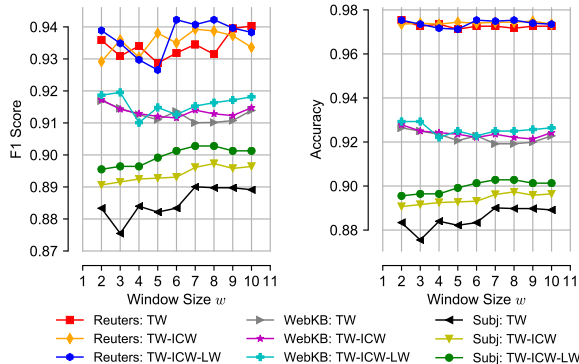 0.94
0.93
0.92
0.91
0.90
0.89
0.88
0.87
F1 Score
1 2 3 4 5 6 7 8 9 10 11
Window Size w
0.98
0.96
0.94
0.92
0.90
0.88
Accuracy
1 2 3 4 5 6 7 8 9 10 11
Window Size w
Reuters: TW
Reuters: TW-ICW
Reuters: TW-ICW-LW
WebKB: TW
WebKB: TW-ICW
WebKB: TW-ICW-LW
Subj: TW
Subj: TW-ICW
Subj: TW-ICW-LW